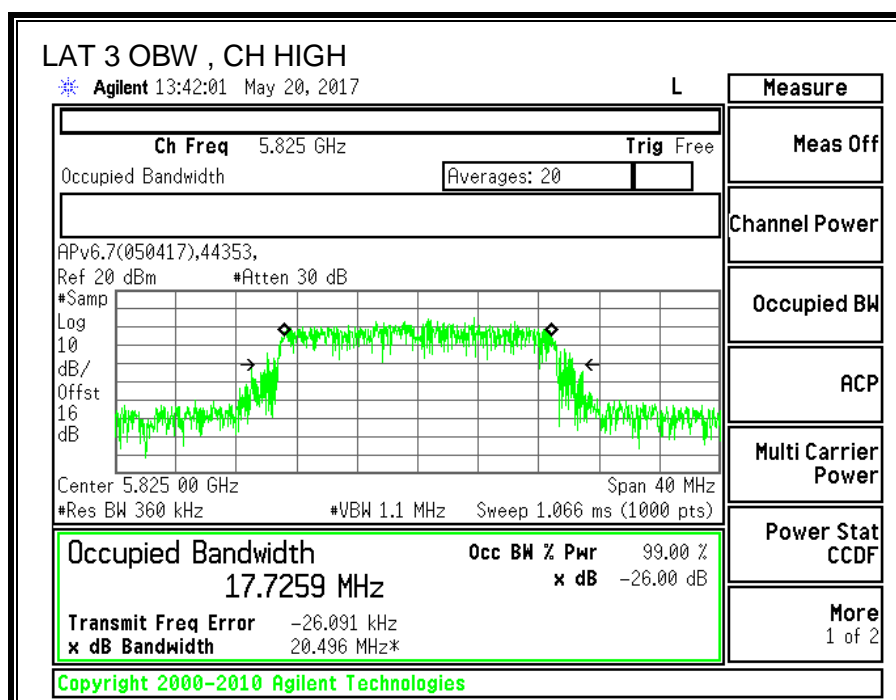 LAT 3 OBW , CH HIGH
Agilent 13:42:01 May 20, 2017 L
Measure
Ch Freq 5.825 GHz Trig Free
Meas Off
Occupied Bandwidth Averages: 20
Channel Power
APv6.7(050417),44353,
Ref 20 dBm #Atten 30 dB
#Samp
Log
10
dB/
Offst
16
dB
Occupied BW
ACP
Multi Carrier
Power
Center 5.825 00 GHz Span 40 MHz
#Res BW 360 kHz #VBW 1.1 MHz Sweep 1.066 ms (1000 pts)
Power Stat
CCDF
Occupied Bandwidth Occ BW % Pwr 99.00 %
17.7259 MHz x dB -26.00 dB
Transmit Freq Error -26.091 kHz
x dB Bandwidth 20.496 MHz*
More
1 of 2
Copyright 2000-2010 Agilent Technologies